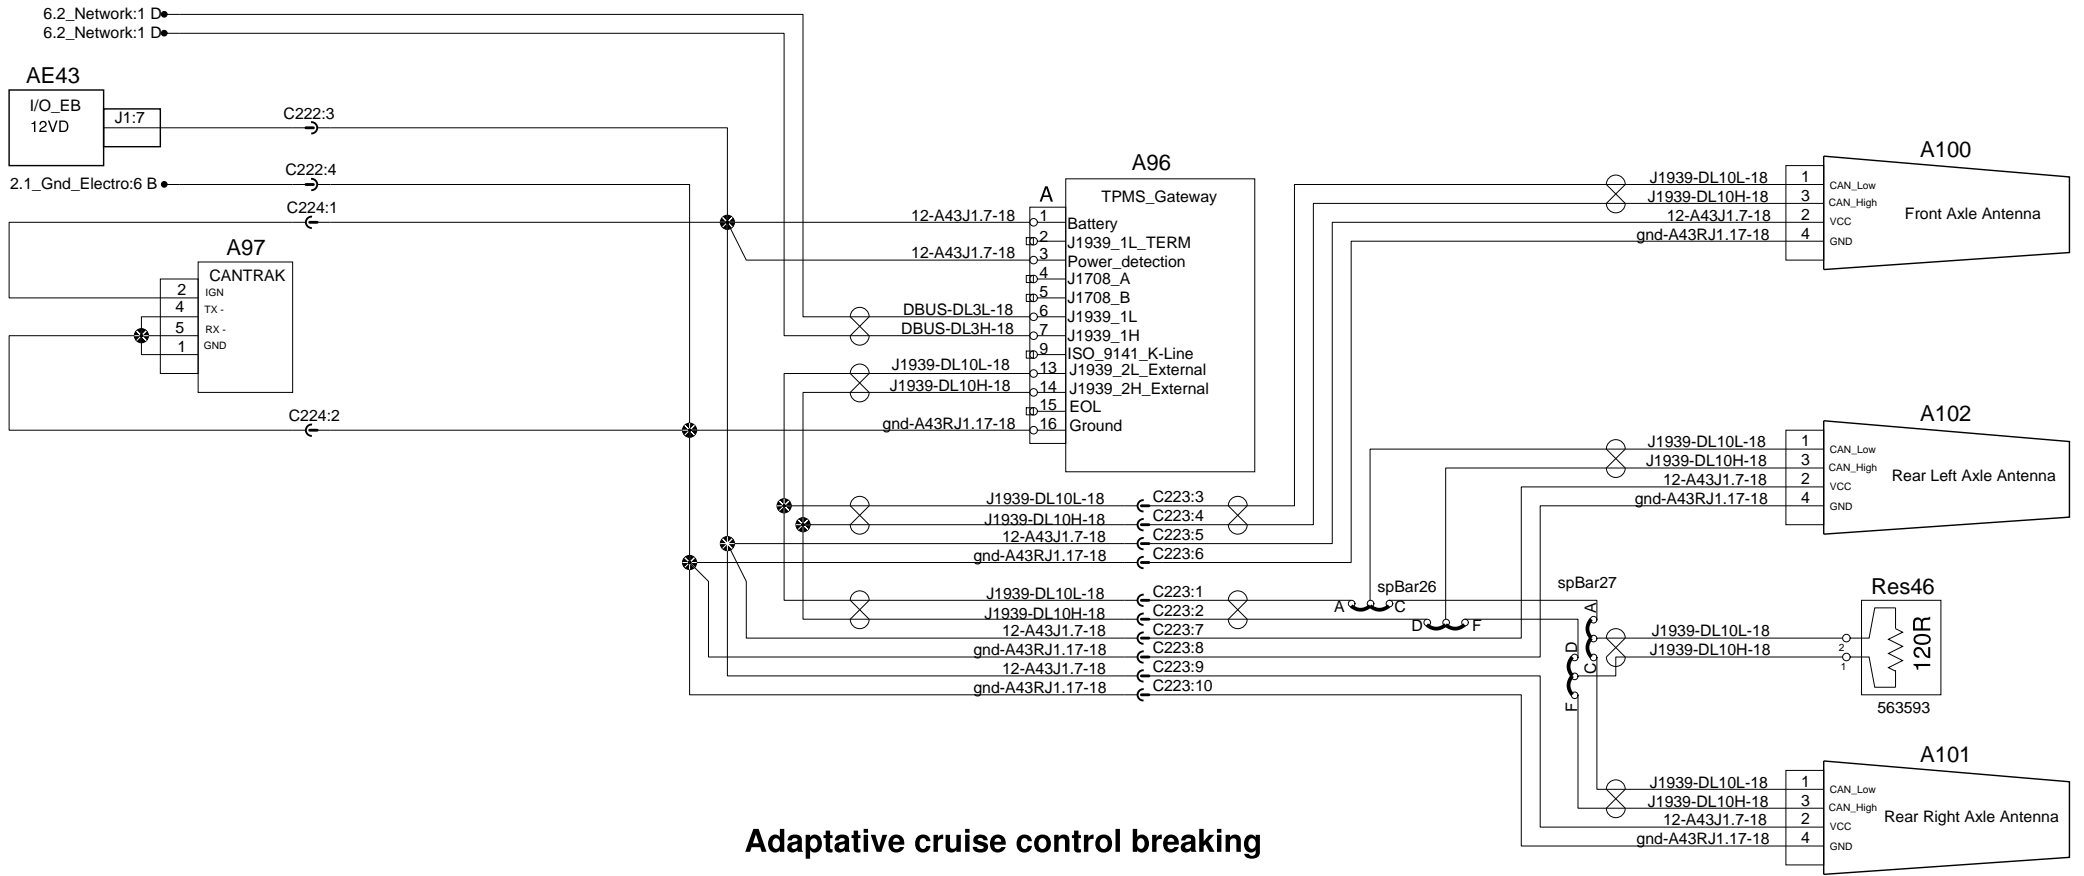 6.2_Network:1 D
6.2_Network:1 D
AE43
I/O_EB
12VD
J1:7
C222:3
C222:4
2.1_Gnd_Electro:6 B
C224:1
A97
CANTRAK
2 IGN
4 TX -
5 RX -
1 GND
C224:2
A96
A
TPMS_Gateway
12-A43J1.7-18 1 Battery
2 J1939_1L_TERM
12-A43J1.7-18 3 Power_detection
4 J1708_A
5 J1708_B
DBUS-DL3L-18 6 J1939_1L
DBUS-DL3H-18 7 J1939_1H
9 ISO_9141_K-Line
J1939-DL10L-18 13 J1939_2L_External
J1939-DL10H-18 14 J1939_2H_External
15 EOL
gnd-A43RJ1.17-18 16 Ground
J1939-DL10L-18 C223:3
J1939-DL10H-18 C223:4
12-A43J1.7-18 C223:5
gnd-A43RJ1.17-18 C223:6
J1939-DL10L-18 C223:1
J1939-DL10H-18 C223:2
12-A43J1.7-18 C223:7
gnd-A43RJ1.17-18 C223:8
12-A43J1.7-18 C223:9
gnd-A43RJ1.17-18 C223:10
spBar26
A C
D F
spBar27
A
C
D
F
A100
J1939-DL10L-18 1 CAN_Low
J1939-DL10H-18 3 CAN_High
12-A43J1.7-18 2 VCC
gnd-A43RJ1.17-18 4 GND
Front Axle Antenna
A102
J1939-DL10L-18 1 CAN_Low
J1939-DL10H-18 3 CAN_High
12-A43J1.7-18 2 VCC
gnd-A43RJ1.17-18 4 GND
Rear Left Axle Antenna
Res46
J1939-DL10L-18 2
J1939-DL10H-18 1
120R
563593
A101
J1939-DL10L-18 1 CAN_Low
J1939-DL10H-18 3 CAN_High
12-A43J1.7-18 2 VCC
gnd-A43RJ1.17-18 4 GND
Rear Right Axle Antenna
Adaptative cruise control breaking